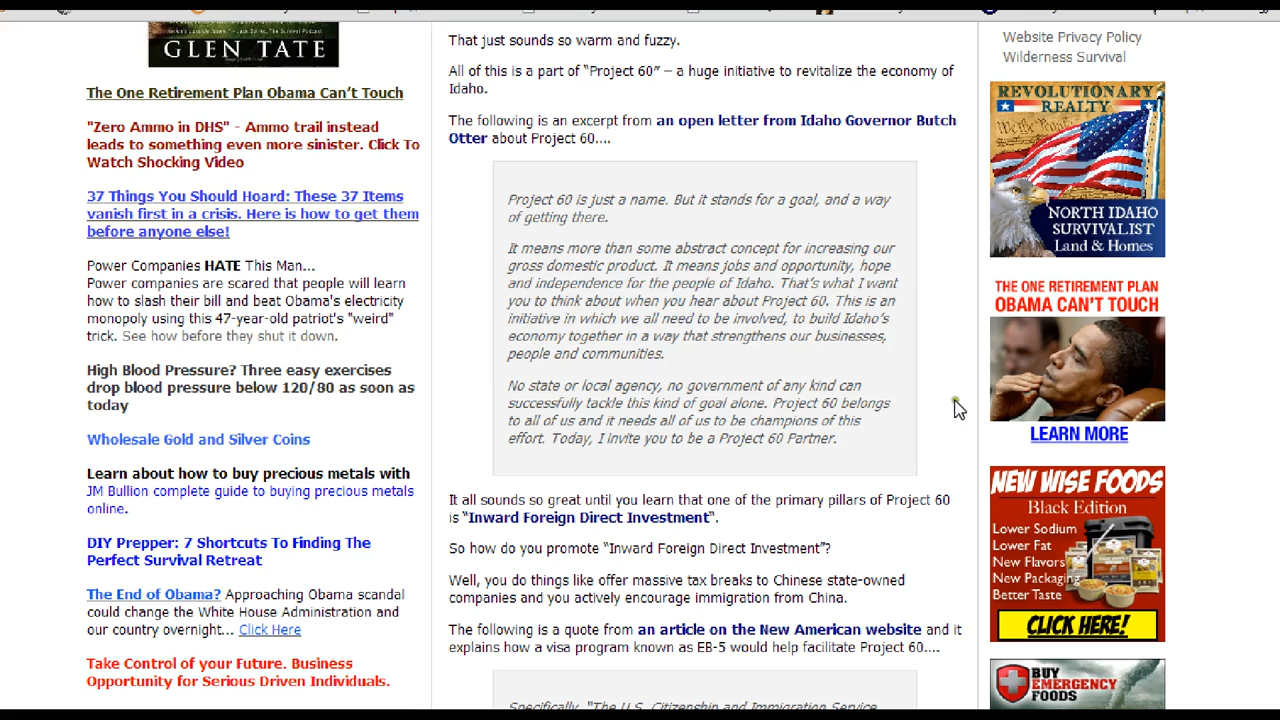 GLEN TATE
The One Retirement Plan Obama Can't Touch
"Zero Ammo in DHS" - Ammo trail instead
leads to something even more sinister. Click To
Watch Shocking Video
37 Things You Should Hoard: These 37 Items
vanish first in a crisis. Here is how to get them
before anyone else!
Power Companies HATE This Man...
Power companies are scared that people will learn
how to slash their bill and beat Obama's electricity
monopoly using this 47-year-old patriot's "weird"
trick. See how before they shut it down.
High Blood Pressure? Three easy exercises
drop blood pressure below 120/80 as soon as
today
Wholesale Gold and Silver Coins
Learn about how to buy precious metals with
JM Bullion complete guide to buying precious metals
online.
DIY Prepper: 7 Shortcuts To Finding The
Perfect Survival Retreat
The End of Obama? Approaching Obama scandal
could change the White House Administration and
our country overnight... Click Here
Take Control of your Future. Business
Opportunity for Serious Driven Individuals.
That just sounds so warm and fuzzy.
All of this is a part of “Project 60” – a huge initiative to revitalize the economy of
Idaho.
The following is an excerpt from an open letter from Idaho Governor Butch
Otter about Project 60....
Project 60 is just a name. But it stands for a goal, and a way
of getting there.
It means more than some abstract concept for increasing our
gross domestic product. It means jobs and opportunity, hope
and independence for the people of Idaho. That's what I want
you to think about when you hear about Project 60. This is an
initiative in which we all need to be involved, to build Idaho's
economy together in a way that strengthens our businesses,
people and communities.
No state or local agency, no government of any kind can
successfully tackle this kind of goal alone. Project 60 belongs
to all of us and it needs all of us to be champions of this
effort. Today, I invite you to be a Project 60 Partner.
It all sounds so great until you learn that one of the primary pillars of Project 60
is “Inward Foreign Direct Investment“.
So how do you promote “Inward Foreign Direct Investment”?
Well, you do things like offer massive tax breaks to Chinese state-owned
companies and you actively encourage immigration from China.
The following is a quote from an article on the New American website and it
explains how a visa program known as EB-5 would help facilitate Project 60....
Specifically, "The U.S. Citizenship and Immigration Service
Website Privacy Policy
Wilderness Survival
REVOLUTIONARY
REALTY
We the People
NORTH IDAHO
SURVIVALIST
Land & Homes
THE ONE RETIREMENT PLAN
OBAMA CAN'T TOUCH
LEARN MORE
NEW WISE FOODS
Black Edition
Lower Sodium
Lower Fat
New Flavors
New Packaging
Better Taste
CLICK HERE!
BUY
EMERGENCY
FOODS